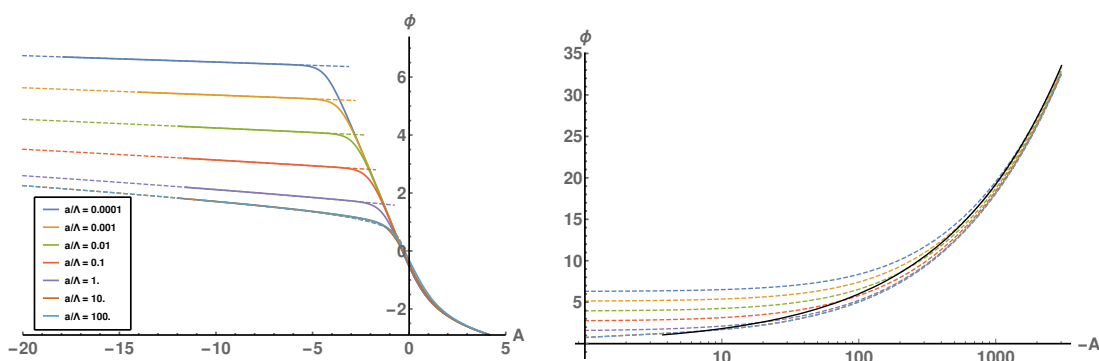 ϕ
6
4
2
0
−2
−20 −15 −10 −5 0 5 A
a/Λ = 0.0001
a/Λ = 0.001
a/Λ = 0.01
a/Λ = 0.1
a/Λ = 1.
a/Λ = 10.
a/Λ = 100.
ϕ
35
30
25
20
15
10
5
10 100 1000 −A